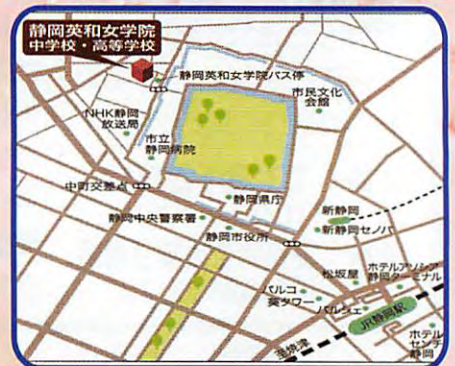 静岡英和女学院
中学校・高等学校
静岡英和女学院バス停
NHK静岡
放送局
市民文化
会館
市立
静岡病院
中町交差点
静岡県庁
静岡中央警察署
静岡市役所
新静岡
新静岡セノバ
松坂屋
ホテルアソシア
静岡ターミナル
パルコ
葵タワー
パルシェ
JR静岡駅
至焼津
ホテル
センチ
静岡